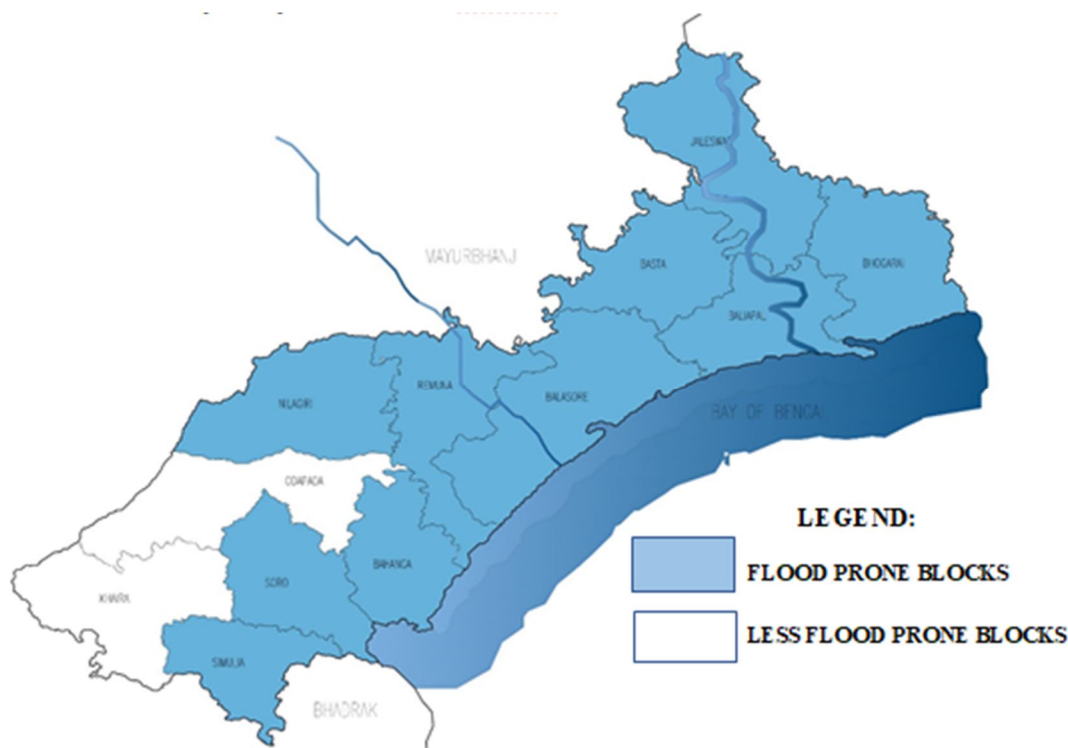 JALESWA
MAYURBHANJ
BASTA
BHOGARAI
BALIAPAL
NILAGIRI
REMUNA
BALASORE
BAY OF BENGAL
LEGEND:
FLOOD PRONE BLOCKS
BAHANGA
SORO
KHAIRA
LESS FLOOD PRONE BLOCKS
SIMULIA
BHADRAK